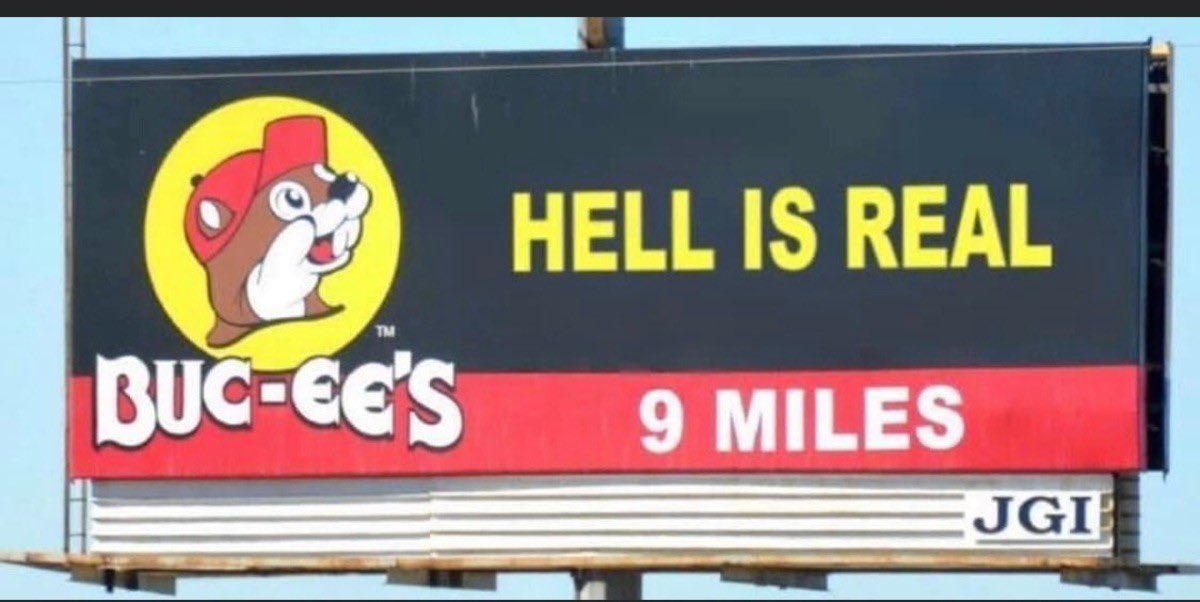 HELL IS REAL
TM
BUC-EE'S
9 MILES
JGI